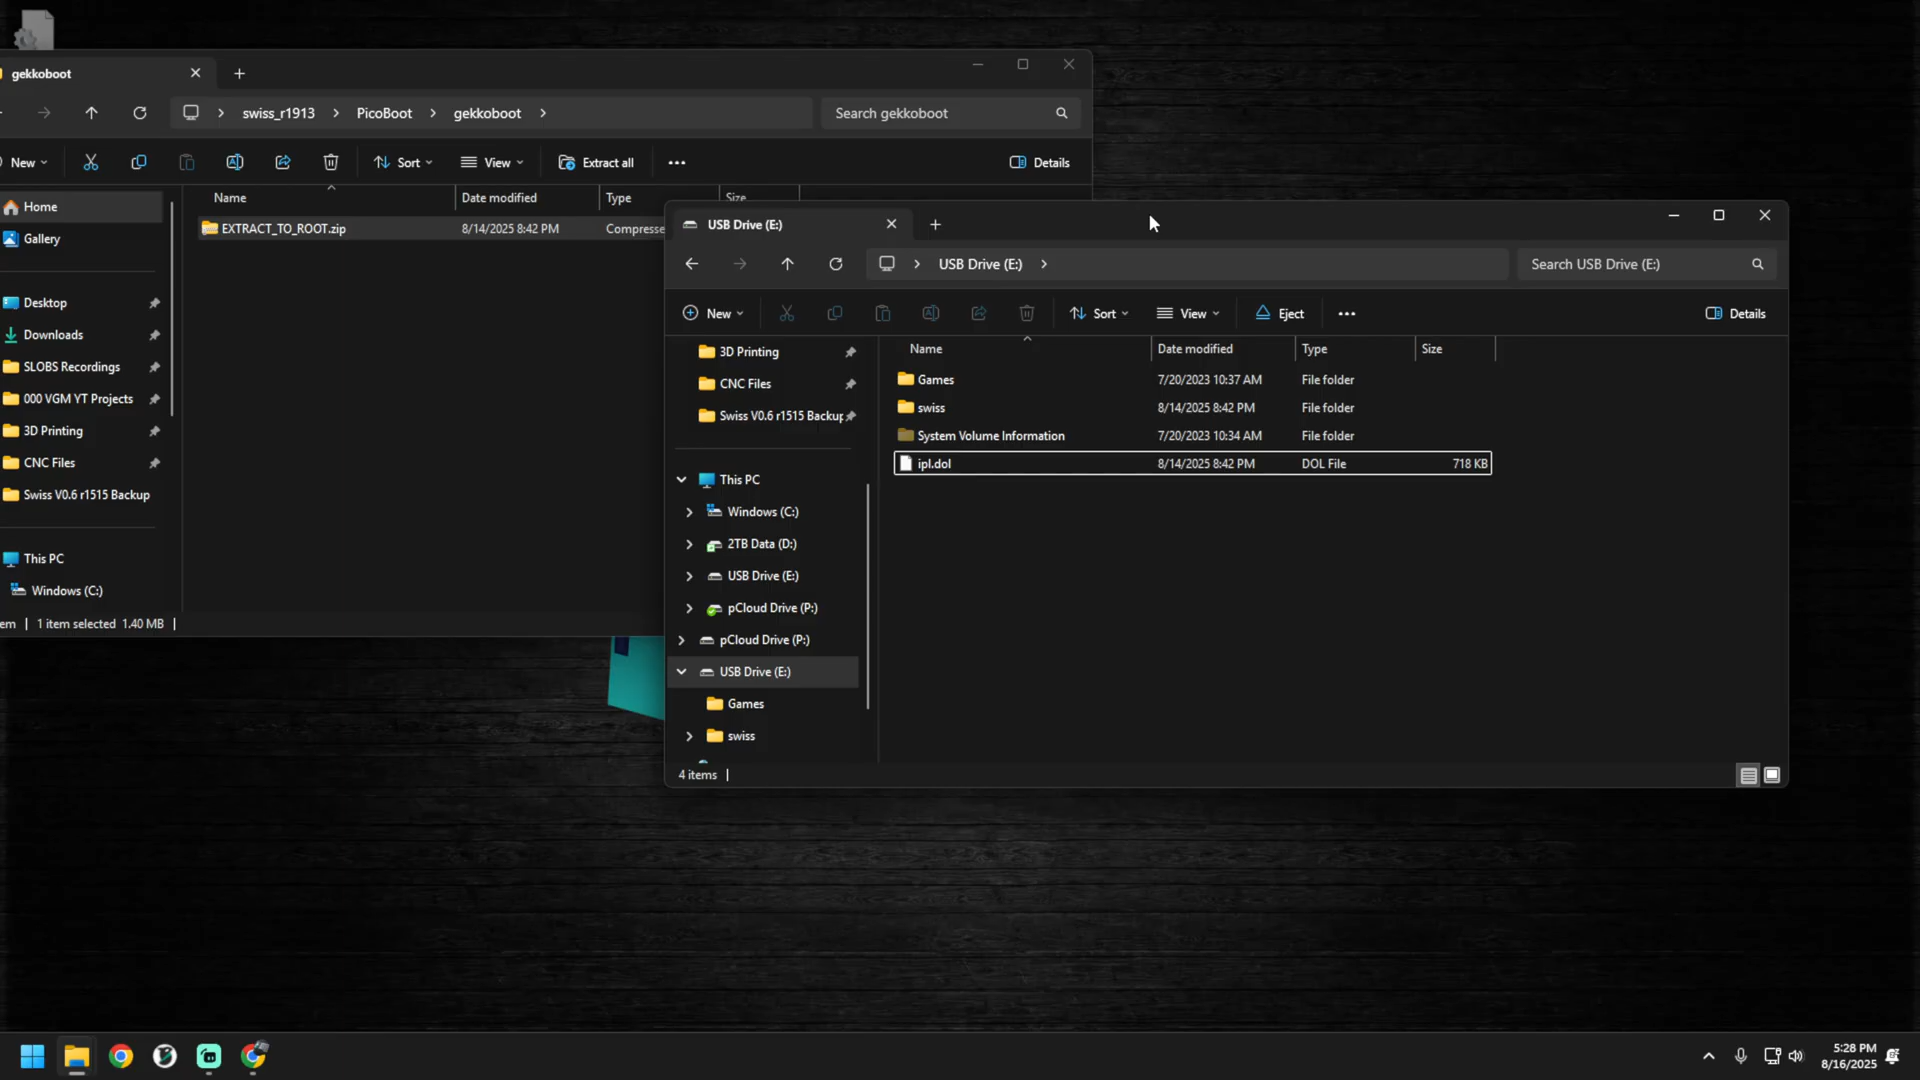 gekkoboot
swiss_r1913 > PicoBoot > gekkoboot >
Search gekkoboot
New
Sort
View
Extract all
Details
Name
Date modified
Type
Size
EXTRACT_TO_ROOT.zip
8/14/2025 8:42 PM
Compresse
Home
Gallery
Desktop
Downloads
SLOBS Recordings
000 VGM YT Projects
3D Printing
CNC Files
Swiss V0.6 r1515 Backup
This PC
Windows (C:)
em | 1 item selected 1.40 MB |
USB Drive (E:)
USB Drive (E:) >
Search USB Drive (E:)
New
Sort
View
Eject
Details
3D Printing
CNC Files
Swiss V0.6 r1515 Backup
This PC
Windows (C:)
2TB Data (D:)
USB Drive (E:)
pCloud Drive (P:)
pCloud Drive (P:)
USB Drive (E:)
Games
swiss
Name Date modified Type Size
Games 7/20/2023 10:37 AM File folder
swiss 8/14/2025 8:42 PM File folder
System Volume Information 7/20/2023 10:34 AM File folder
ipl.dol 8/14/2025 8:42 PM DOL File 718 KB
4 items |
5:28 PM
8/16/2025